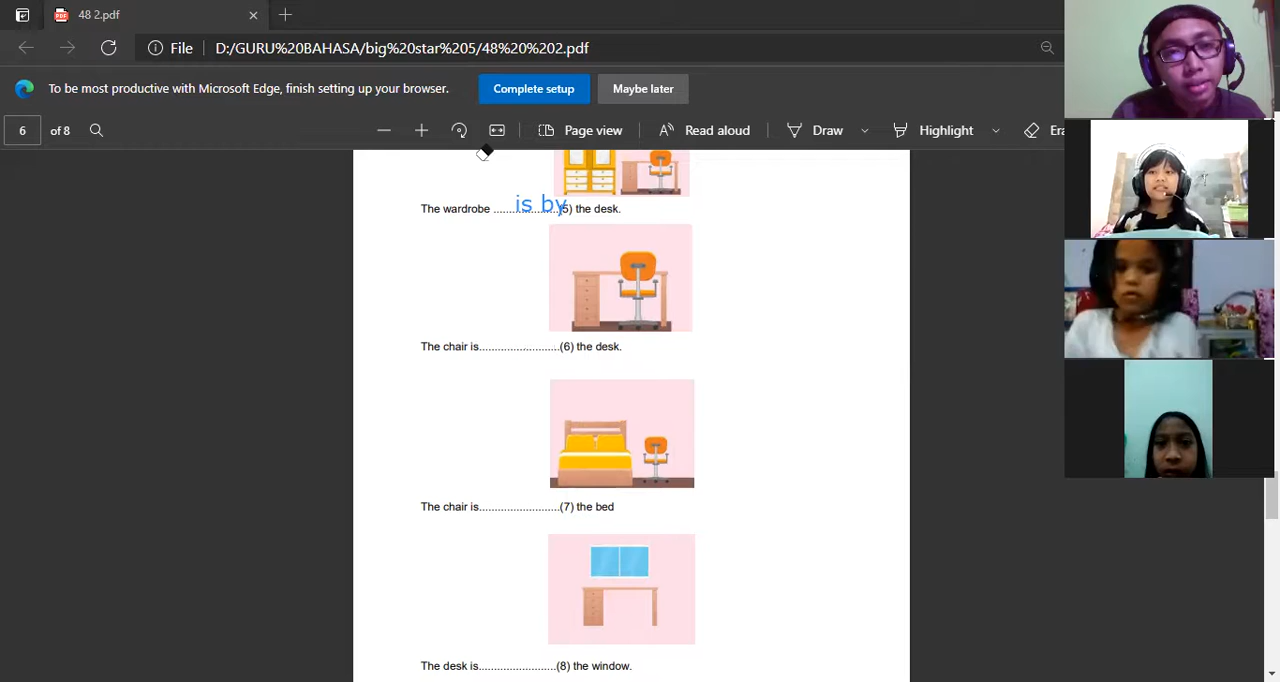 48 2.pdf
File
D:/GURU%20BAHASA/big%20star%205/48%20%202.pdf
To be most productive with Microsoft Edge, finish setting up your browser.
Complete setup
Maybe later
6 of 8
Page view
Read aloud
Draw
Highlight
Era
is by
The wardrobe ......................(5) the desk.
The chair is...........................(6) the desk.
The chair is...........................(7) the bed
The desk is..........................(8) the window.